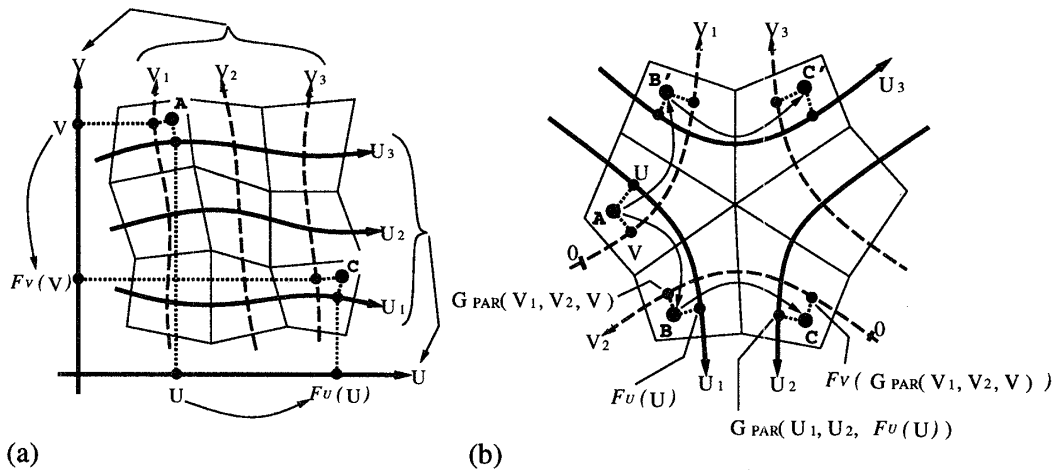 V
V1
V2
V3
A
V
U3
U2
C
FV(V)
U1
U
U
FU(U)
(a)
V1
V3
B'
C'
U3
U
A
V
0
GPAR(V1,V2,V)
V2
B
C
0
U1
U2
FU(U)
FV(GPAR(V1,V2,V)
GPAR(U1,U2, FU(U))
(b)